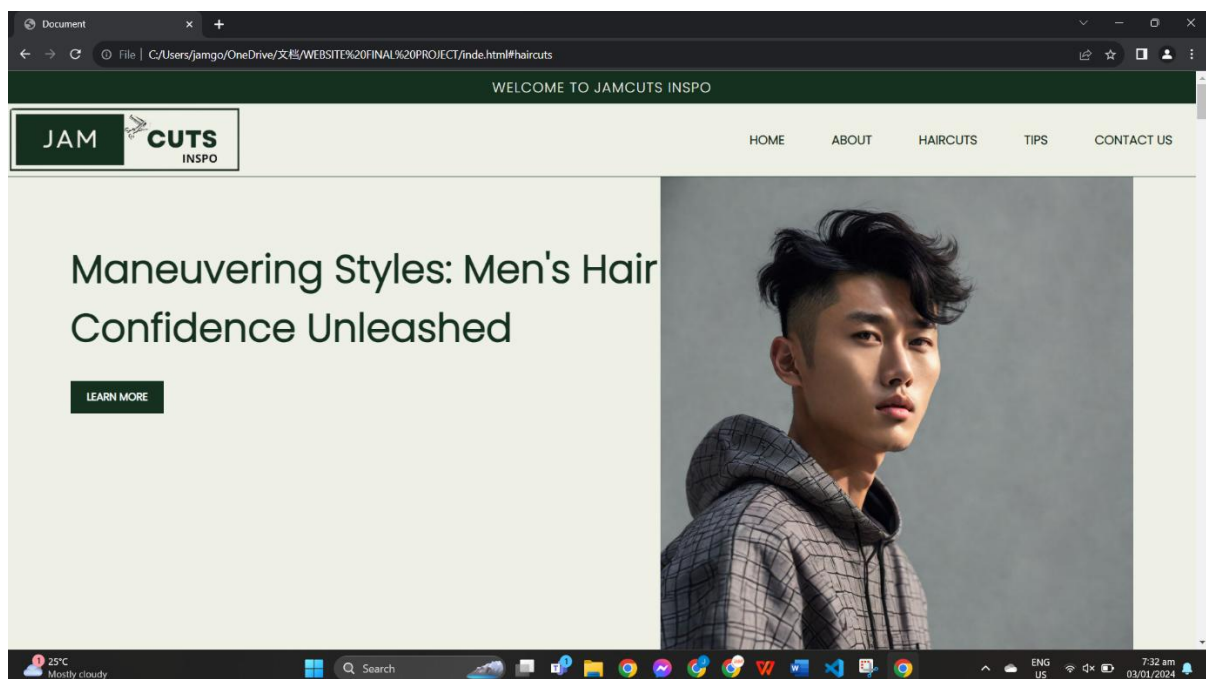 Document
File C:/Users/jamgo/OneDrive/文档/WEBSITE%20FINAL%20PROJECT/inde.html#haircuts
WELCOME TO JAMCUTS INSPO
JAM CUTS
INSPO
HOME ABOUT HAIRCUTS TIPS CONTACT US
Maneuvering Styles: Men's Hair
Confidence Unleashed
LEARN MORE
1
25°C
Mostly cloudy
Search
ENG
US
7:32 am
03/01/2024